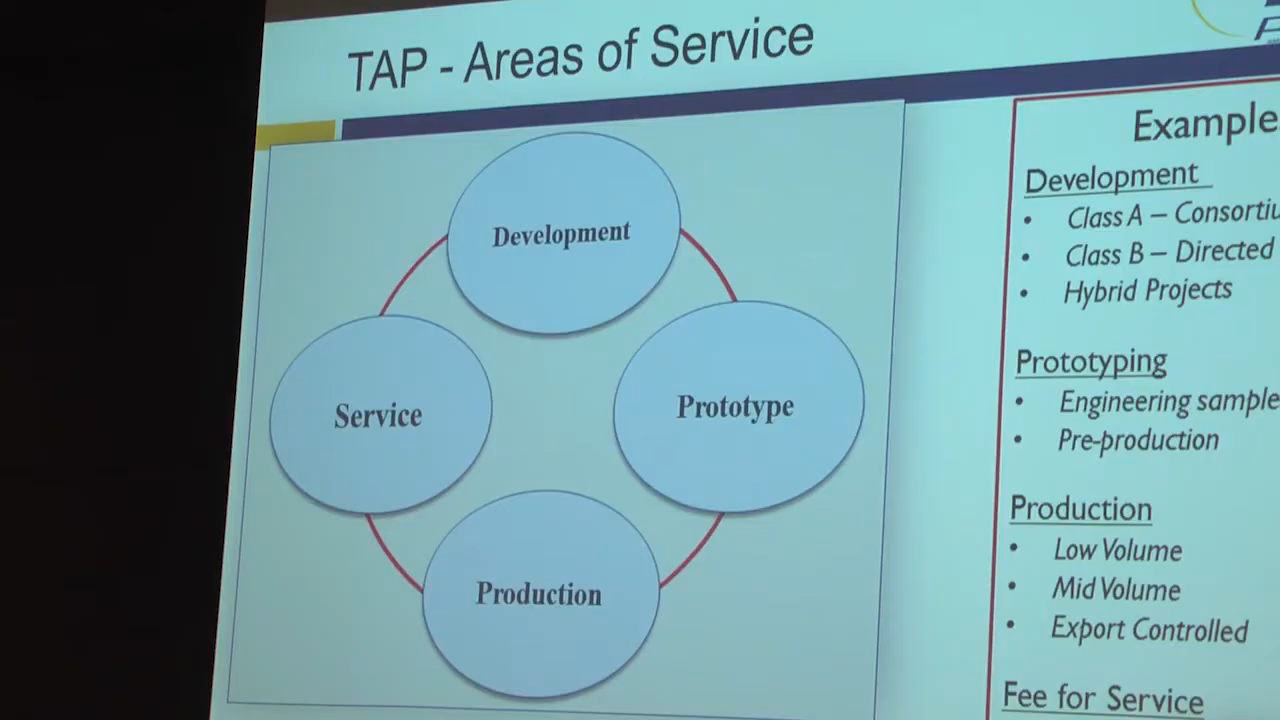 TAP - Areas of Service
Development
Service
Prototype
Production
Example
Development
• Class A – Consortiu
• Class B – Directed
• Hybrid Projects
Prototyping
• Engineering sample
• Pre-production
Production
• Low Volume
• Mid Volume
• Export Controlled
Fee for Service